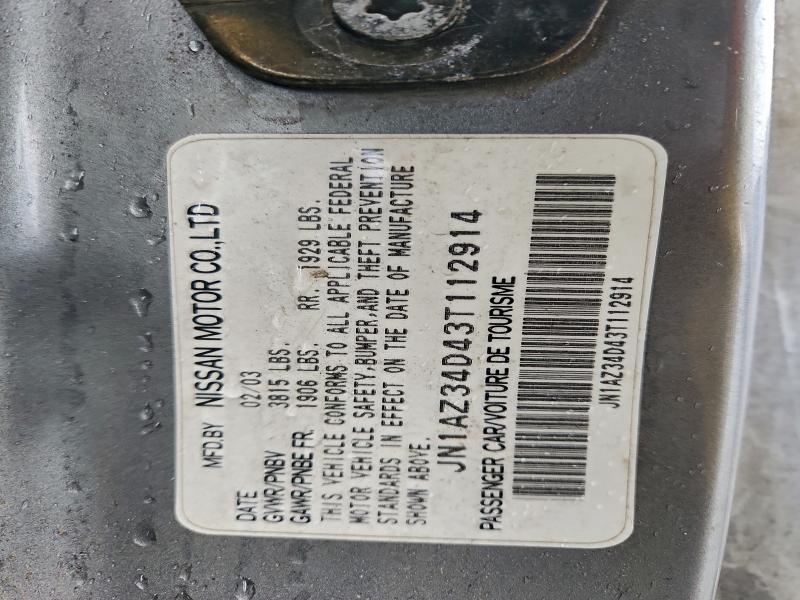 MFD.BY NISSAN MOTOR CO.,LTD
DATE 02/03
GVWR/PNBV 3815 LBS.
GAWR/PNBE FR. 1906 LBS. RR. 1929 LBS.
THIS VEHICLE CONFORMS TO ALL APPLICABLE FEDERAL
MOTOR VEHICLE SAFETY,BUMPER,AND THEFT PREVENTION
STANDARDS IN EFFECT ON THE DATE OF MANUFACTURE
SHOWN ABOVE.
JN1AZ34D43T112914
PASSENGER CAR/VOITURE DE TOURISME
JN1AZ34D43T112914